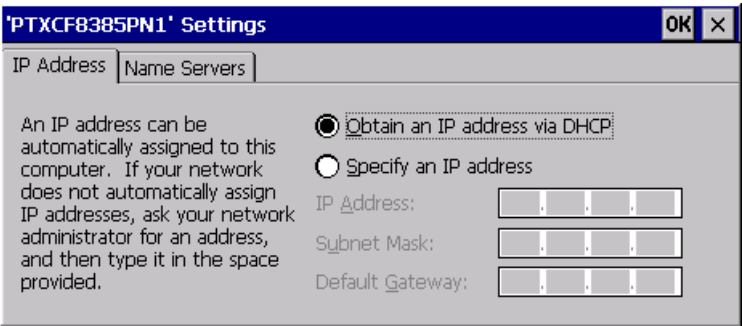 'PTXCF8385PN1' Settings OK ×
IP Address Name Servers
An IP address can be
automatically assigned to this
computer. If your network
does not automatically assign
IP addresses, ask your network
administrator for an address,
and then type it in the space
provided.
Obtain an IP address via DHCP
Specify an IP address
IP Address:
Subnet Mask:
Default Gateway: